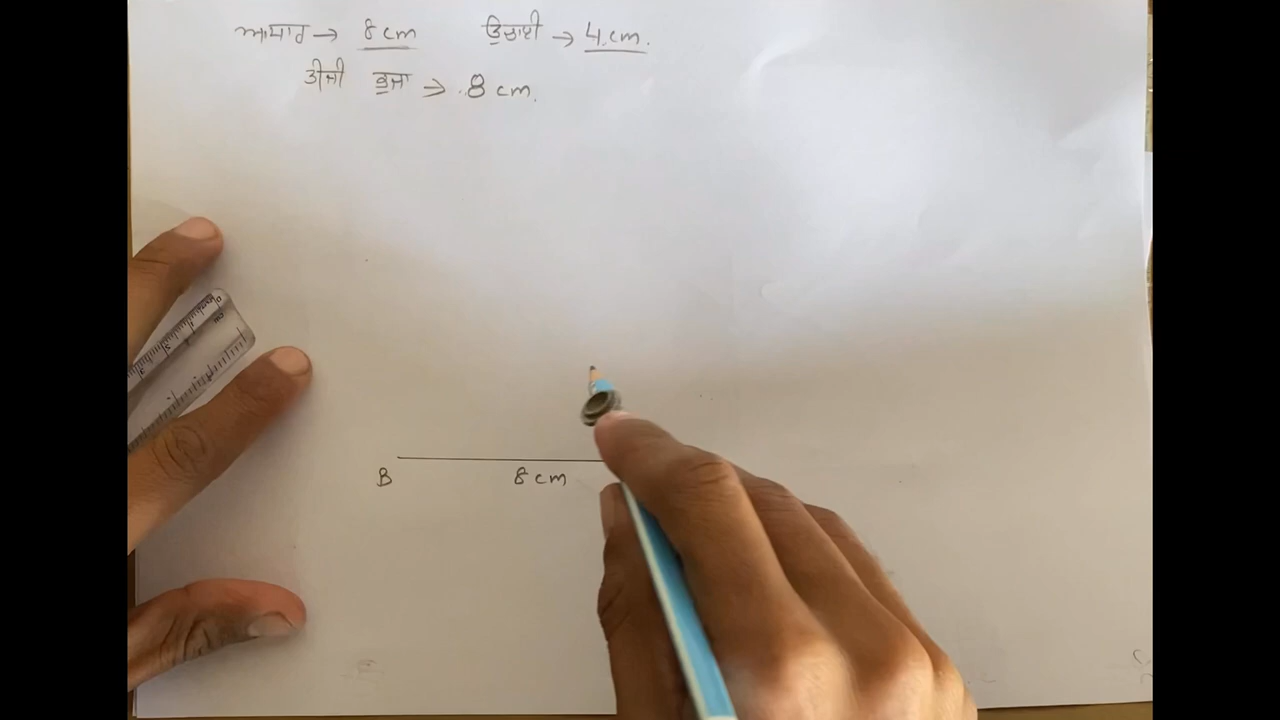 ਆਧਾਰ → 8 cm ਉਚਾਈ → 4 cm.
ਤੀਜੀ ਭੁਜਾ → 8 cm.
B 8 cm